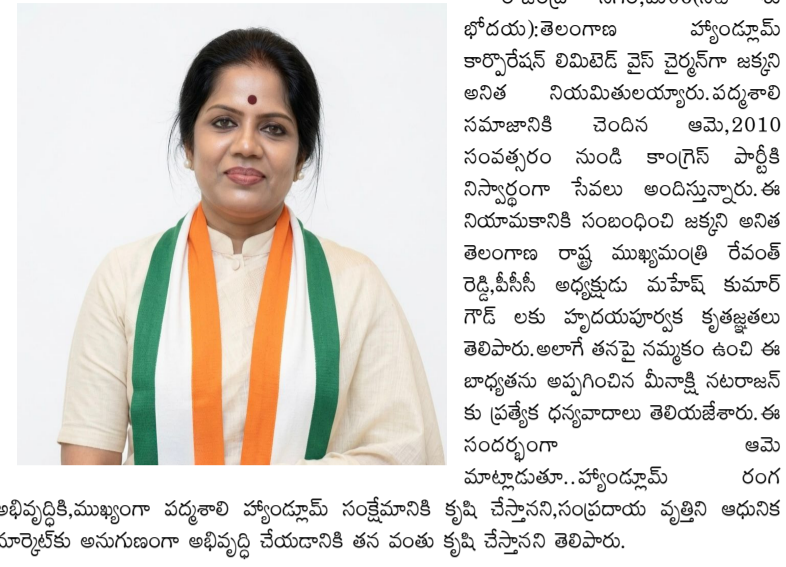 భోదయ):తెలంగాణ హ్యాండ్లూమ్
కార్పొరేషన్ లిమిటెడ్ వైస్ చైర్మన్‌గా జక్కని
అనిత నియమితులయ్యారు.పద్మశాలి
సమాజానికి చెందిన ఆమె,2010
సంవత్సరం నుండి కాంగ్రెస్ పార్టీకి
నిస్వార్థంగా సేవలు అందిస్తున్నారు.ఈ
నియామకానికి సంబంధించి జక్కని అనిత
తెలంగాణ రాష్ట్ర ముఖ్యమంత్రి రేవంత్
రెడ్డి,పీసీసీ అధ్యక్షుడు మహేష్ కుమార్
గౌడ్ లకు హృదయపూర్వక కృతజ్ఞతలు
తెలిపారు.అలాగే తనపై నమ్మకం ఉంచి ఈ
బాధ్యతను అప్పగించిన మీనాక్షి నటరాజన్
కు ప్రత్యేక ధన్యవాదాలు తెలియజేశారు.ఈ
సందర్భంగా ఆమె
మాట్లాడుతూ..హ్యాండ్లూమ్ రంగ
అభివృద్ధికి,ముఖ్యంగా పద్మశాలి హ్యాండ్లూమ్ సంక్షేమానికి కృషి చేస్తానని,సంప్రదాయ వృత్తిని ఆధునిక
మార్కెట్‌కు అనుగుణంగా అభివృద్ధి చేయడానికి తన వంతు కృషి చేస్తానని తెలిపారు.